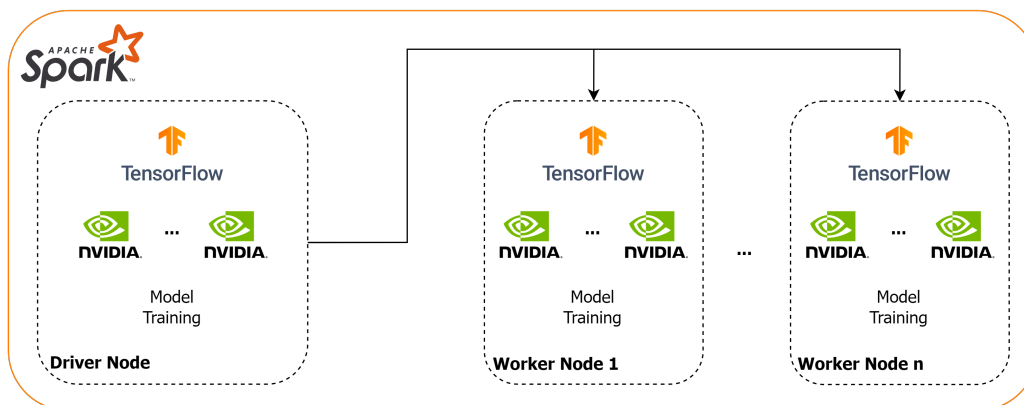 APACHE
Spark™
TensorFlow
NVIDIA.
...
NVIDIA.
Model
Training
Driver Node
TensorFlow
NVIDIA.
...
NVIDIA.
Model
Training
Worker Node 1
...
TensorFlow
NVIDIA.
...
NVIDIA.
Model
Training
Worker Node n